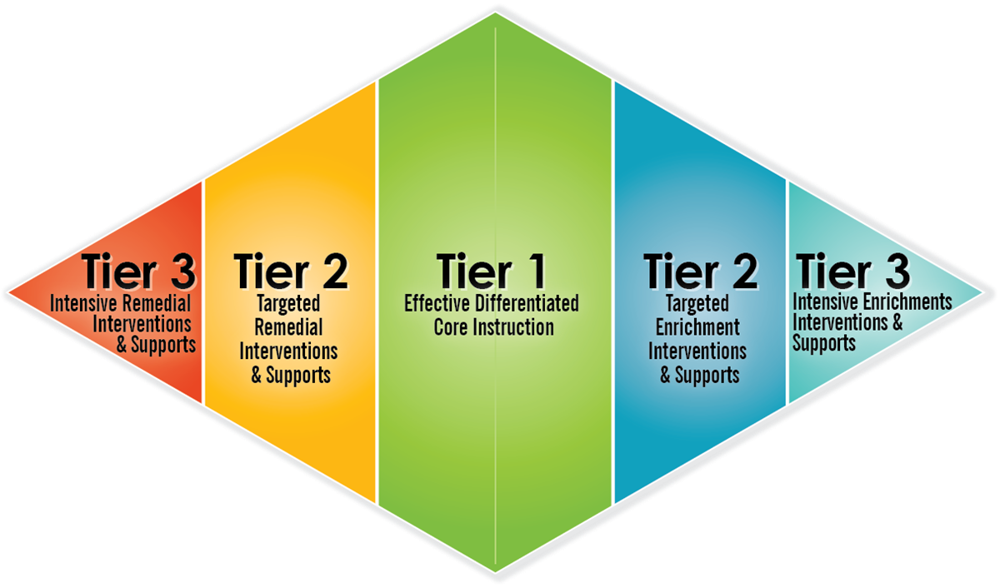 Tier 3
Intensive Remedial
Interventions
& Supports
Tier 2
Targeted
Remedial
Interventions
& Supports
Tier 1
Effective Differentiated
Core Instruction
Tier 2
Targeted
Enrichment
Interventions
& Supports
Tier 3
Intensive Enrichments
Interventions &
Supports